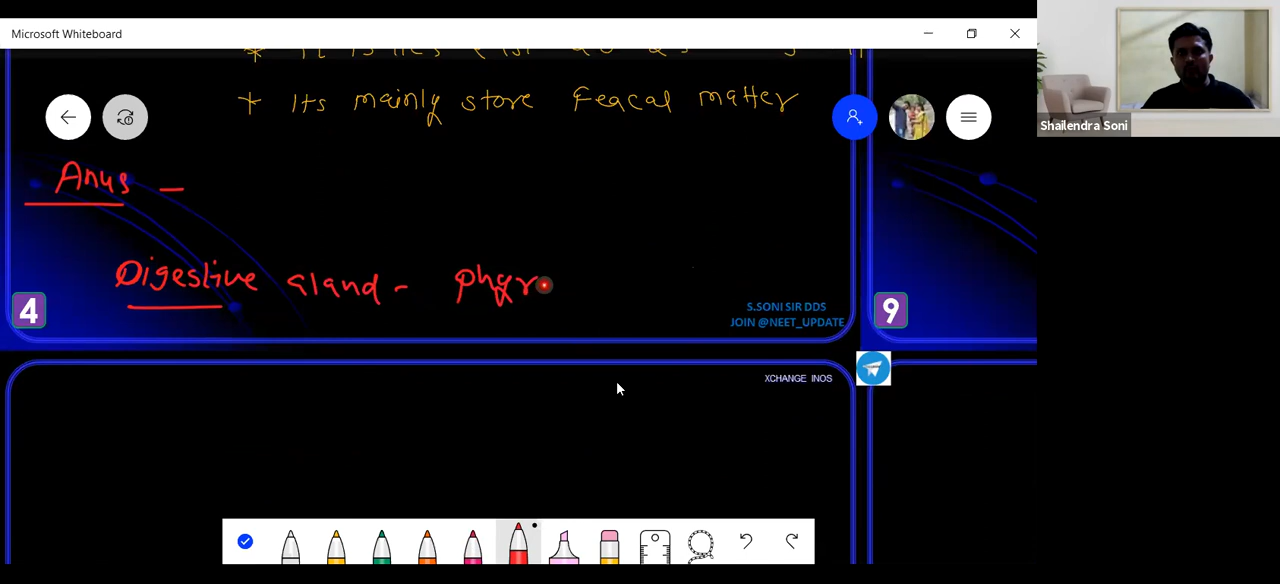 Microsoft Whiteboard
* Its mainly store Feacal matter
Shailendra Soni
Anus —
Digestive Gland -
4
S.SONI SIR DDS
JOIN @NEET_UPDATE
9
XCHANGE INOS